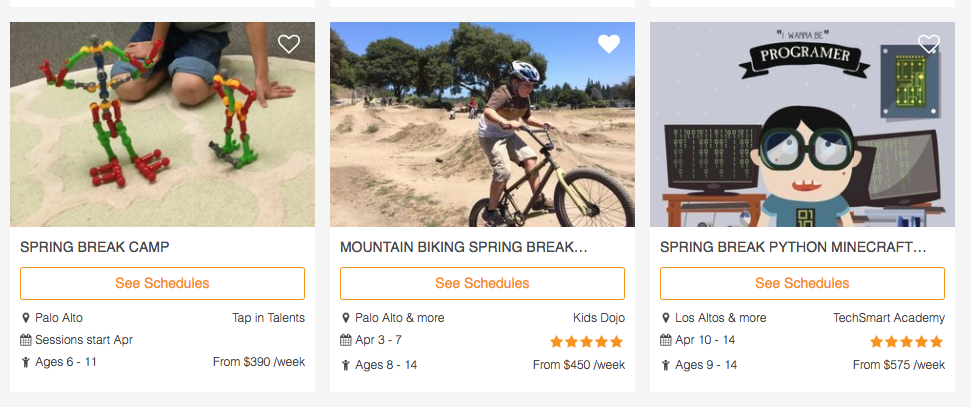 "I WANNA BE"
PROGRAMER
SPRING BREAK CAMP
See Schedules
Palo Alto Tap in Talents
Sessions start Apr
Ages 6 - 11 From $390 /week
MOUNTAIN BIKING SPRING BREAK...
See Schedules
Palo Alto & more Kids Dojo
Apr 3 - 7
Ages 8 - 14 From $450 /week
SPRING BREAK PYTHON MINECRAFT...
See Schedules
Los Altos & more TechSmart Academy
Apr 10 - 14
Ages 9 - 14 From $575 /week